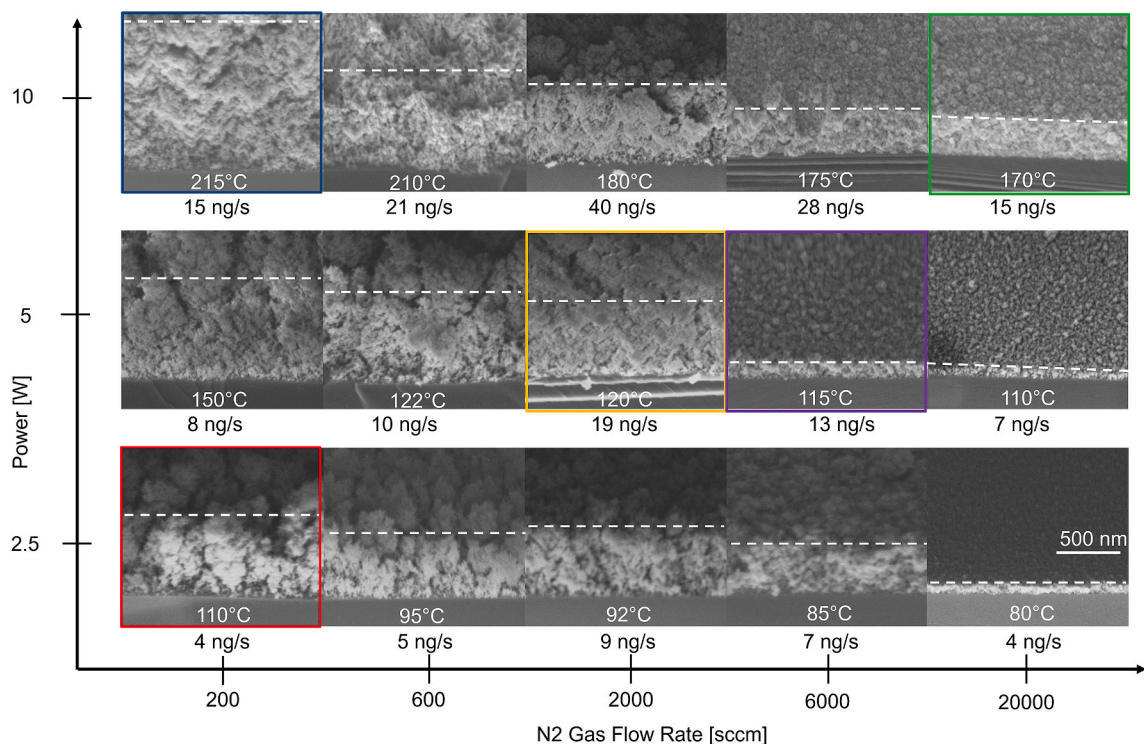 10
215°C
210°C
180°C
175°C
170°C
15 ng/s
21 ng/s
40 ng/s
28 ng/s
15 ng/s
5
150°C
122°C
120°C
115°C
110°C
8 ng/s
10 ng/s
19 ng/s
13 ng/s
7 ng/s
Power [W]
2.5
500 nm
110°C
95°C
92°C
85°C
80°C
4 ng/s
5 ng/s
9 ng/s
7 ng/s
4 ng/s
200
600
2000
6000
20000
N2 Gas Flow Rate [sccm]